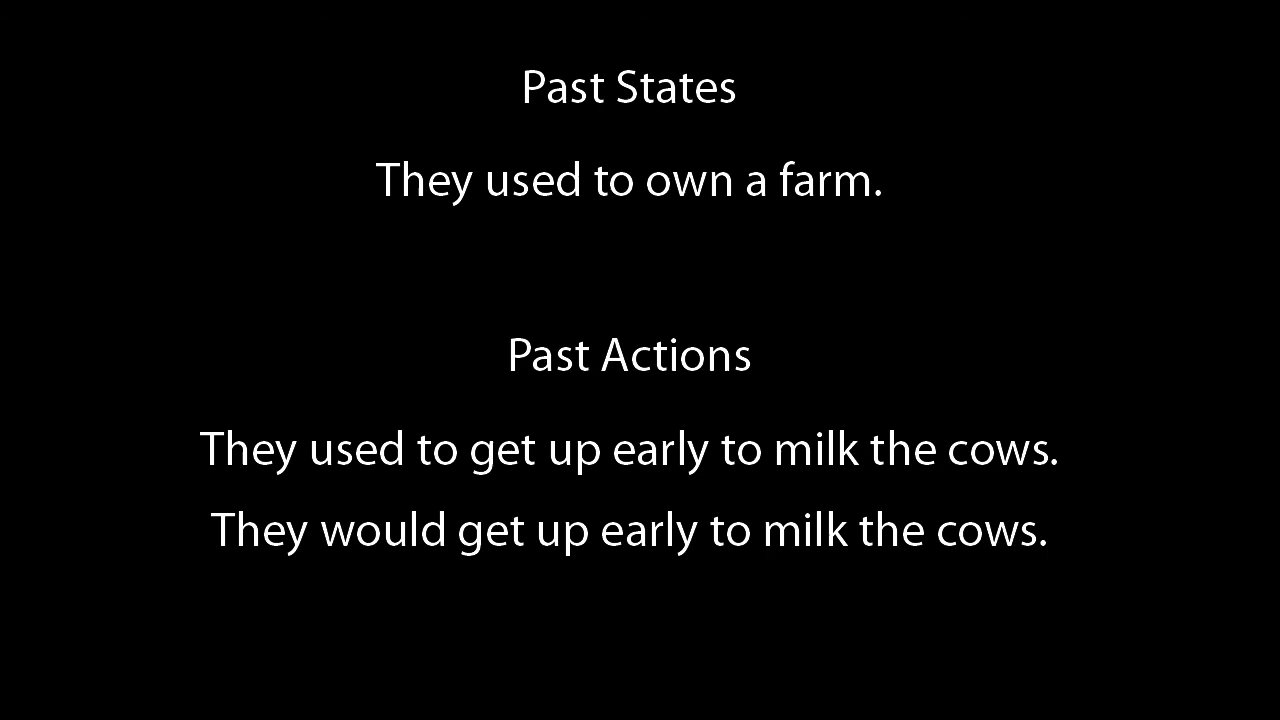 Past States
They used to own a farm.
Past Actions
They used to get up early to milk the cows.
They would get up early to milk the cows.